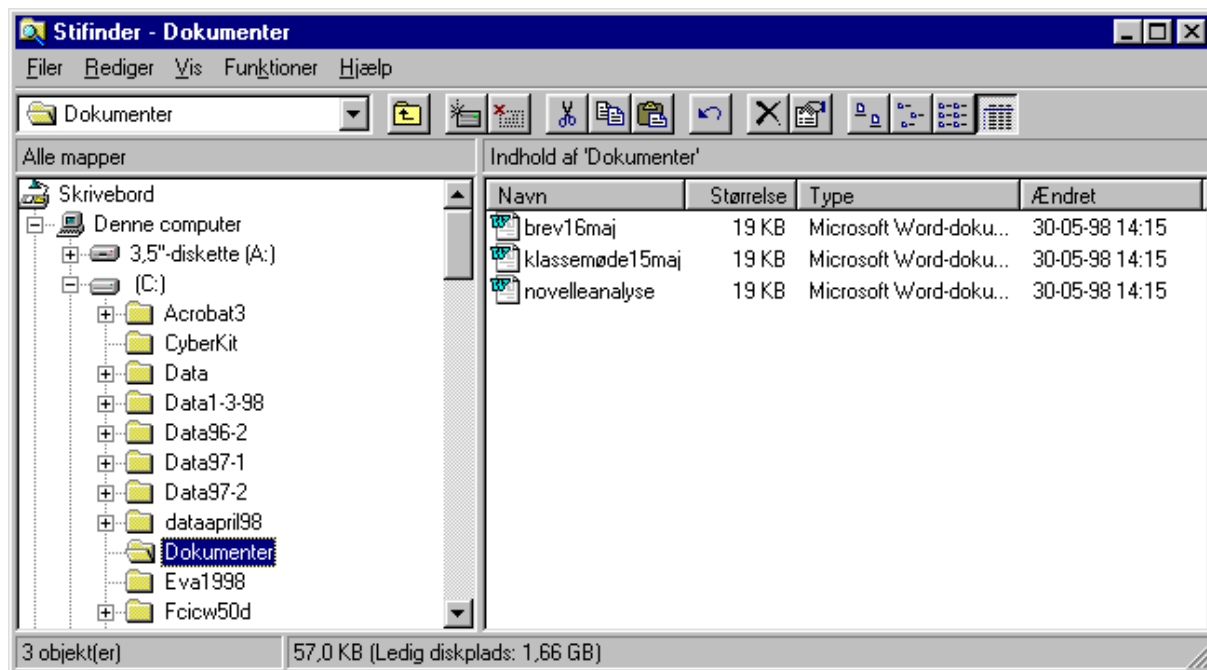 Stifinder - Dokumenter
Filer Rediger Vis Funktioner Hjælp
Dokumenter
Alle mapper
Indhold af 'Dokumenter'
Skrivebord
Denne computer
3,5"-diskette (A:)
(C:)
Acrobat3
CyberKit
Data
Data1-3-98
Data96-2
Data97-1
Data97-2
dataapril98
Dokumenter
Eva1998
Fcicw50d
Navn Størrelse Type Ændret
brev16maj 19 KB Microsoft Word-doku... 30-05-98 14:15
klassemøde15maj 19 KB Microsoft Word-doku... 30-05-98 14:15
novelleanalyse 19 KB Microsoft Word-doku... 30-05-98 14:15
3 objekt(er) 57,0 KB (Ledig diskplads: 1,66 GB)